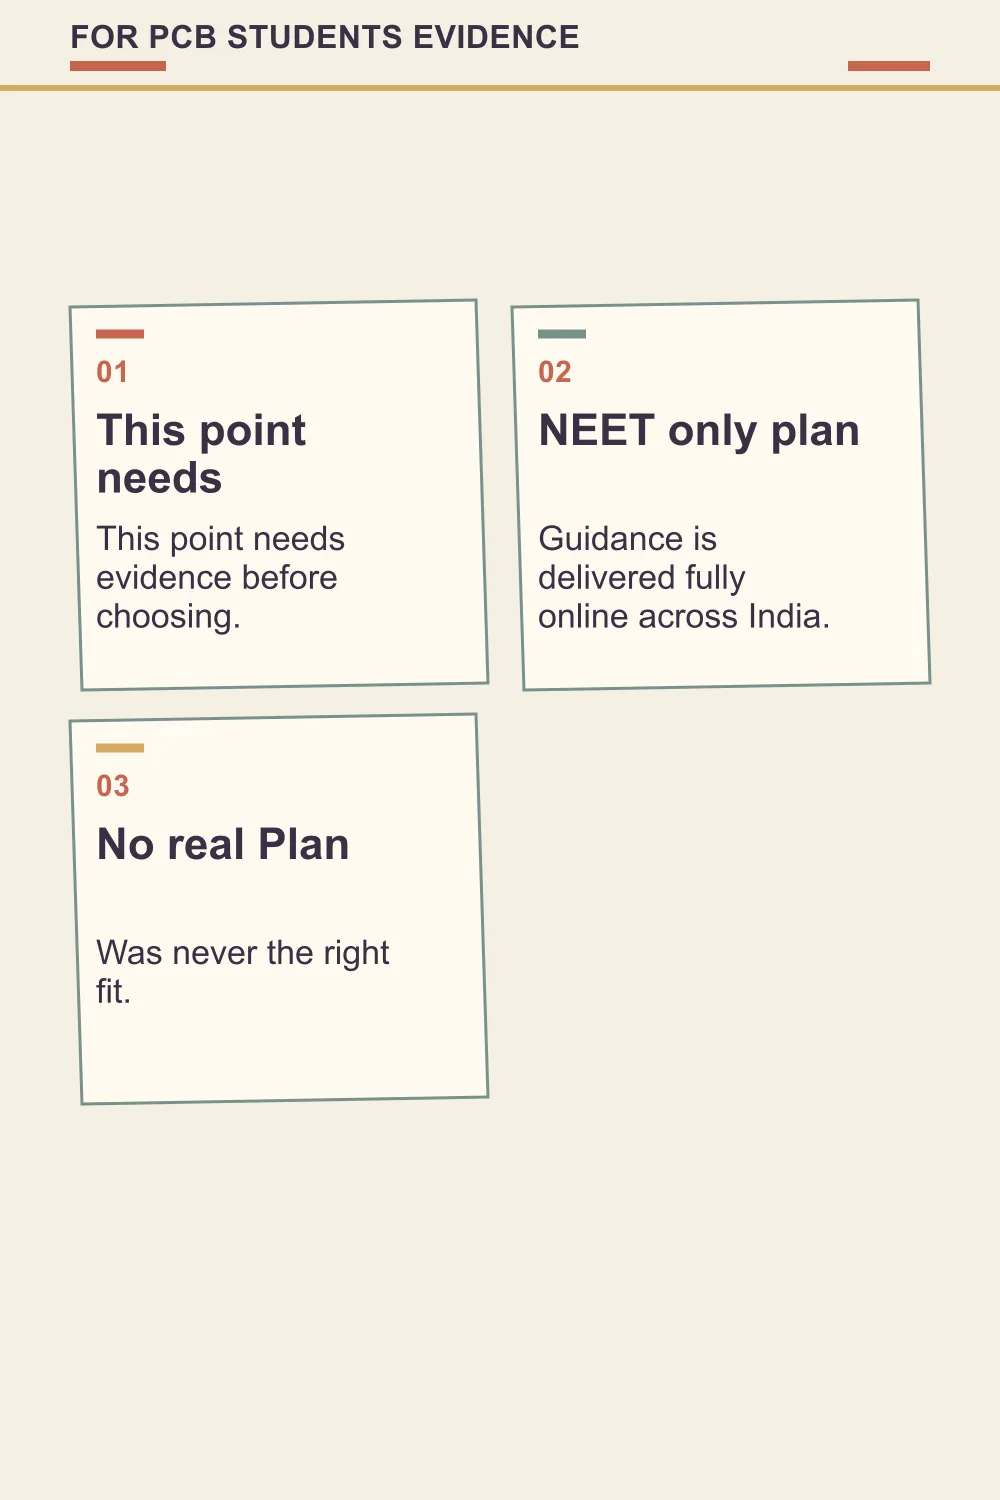 FOR PCB STUDENTS EVIDENCE
01
This point
needs
This point needs
evidence before
choosing.
02
NEET only plan
Guidance is
delivered fully
online across India.
03
No real Plan
Was never the right
fit.